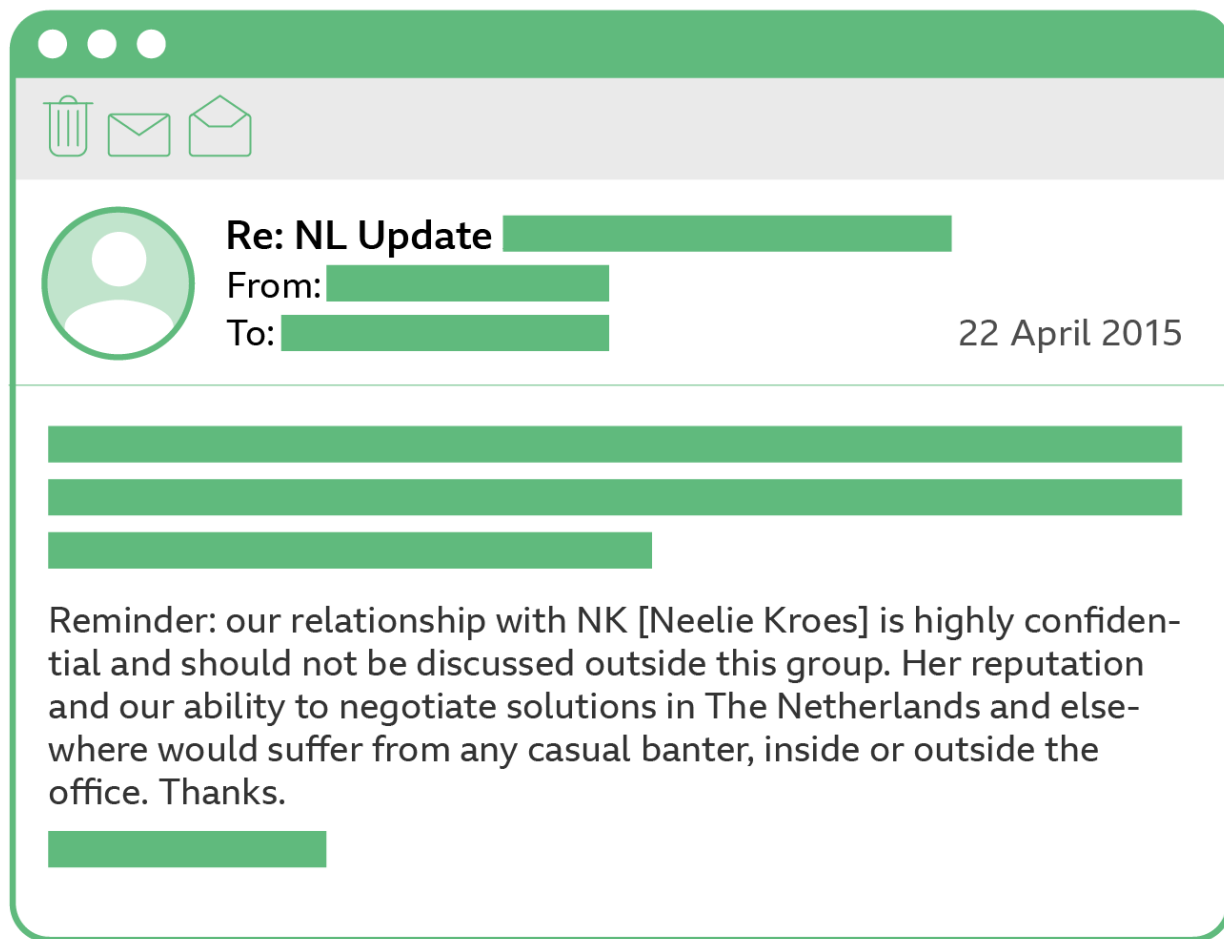 Re: NL Update
From:
To:
22 April 2015
Reminder: our relationship with NK [Neelie Kroes] is highly confiden-
tial and should not be discussed outside this group. Her reputation
and our ability to negotiate solutions in The Netherlands and else-
where would suffer from any casual banter, inside or outside the
office. Thanks.